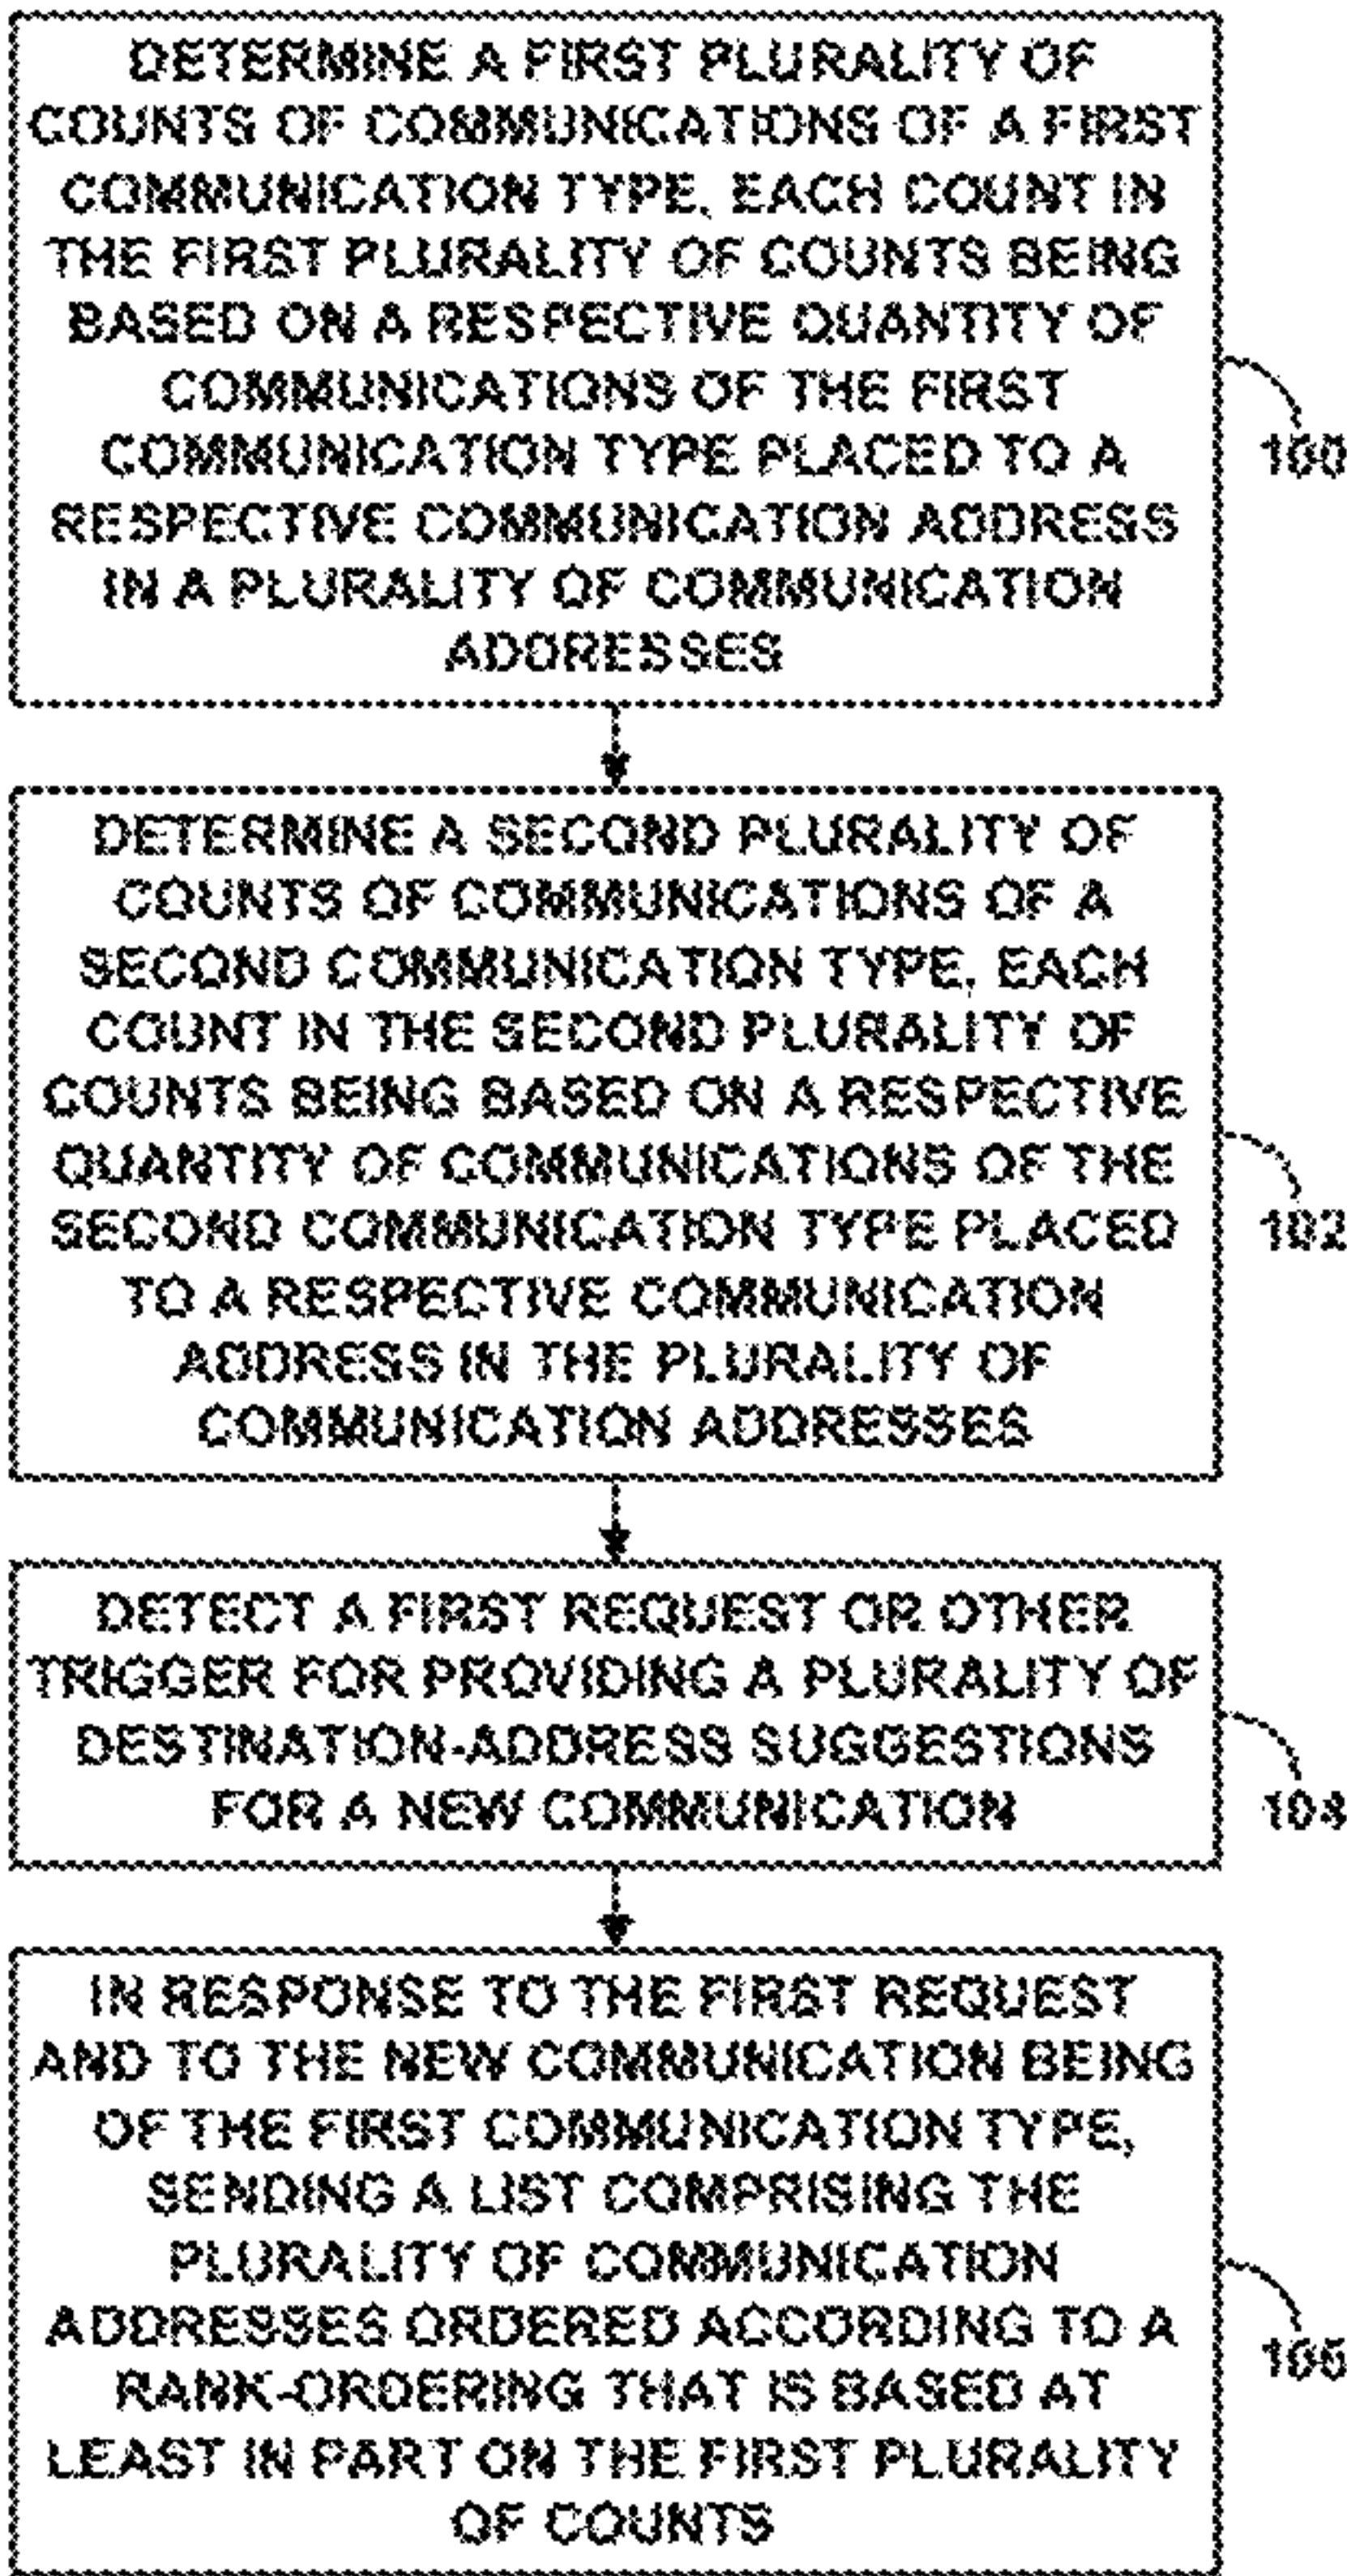 DETERMINE A FIRST PLURALITY OF
COUNTS OF COMMUNICATIONS OF A FIRST
COMMUNICATION TYPE, EACH COUNT IN
THE FIRST PLURALITY OF COUNTS BEING
BASED ON A RESPECTIVE QUANTITY OF
COMMUNICATIONS OF THE FIRST
COMMUNICATION TYPE PLACED TO A
RESPECTIVE COMMUNICATION ADDRESS
IN A PLURALITY OF COMMUNICATION
ADDRESSES
100
DETERMINE A SECOND PLURALITY OF
COUNTS OF COMMUNICATIONS OF A
SECOND COMMUNICATION TYPE, EACH
COUNT IN THE SECOND PLURALITY OF
COUNTS BEING BASED ON A RESPECTIVE
QUANTITY OF COMMUNICATIONS OF THE
SECOND COMMUNICATION TYPE PLACED
TO A RESPECTIVE COMMUNICATION
ADDRESS IN THE PLURALITY OF
COMMUNICATION ADDRESSES
102
DETECT A FIRST REQUEST OR OTHER
TRIGGER FOR PROVIDING A PLURALITY OF
DESTINATION-ADDRESS SUGGESTIONS
FOR A NEW COMMUNICATION
104
IN RESPONSE TO THE FIRST REQUEST
AND TO THE NEW COMMUNICATION BEING
OF THE FIRST COMMUNICATION TYPE,
SENDING A LIST COMPRISING THE
PLURALITY OF COMMUNICATION
ADDRESSES ORDERED ACCORDING TO A
RANK-ORDERING THAT IS BASED AT
LEAST IN PART ON THE FIRST PLURALITY
OF COUNTS
106